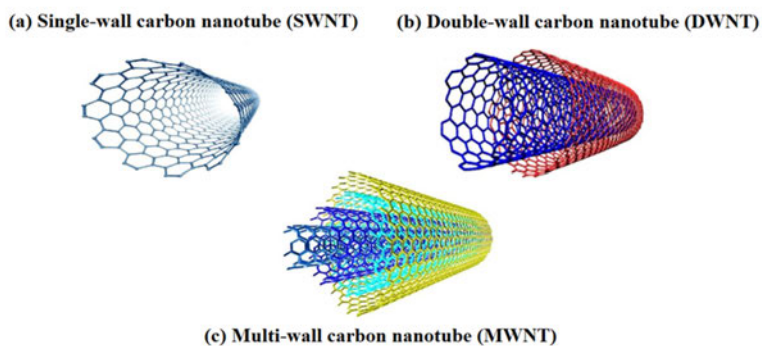 (a) Single-wall carbon nanotube (SWNT)
(b) Double-wall carbon nanotube (DWNT)
(c) Multi-wall carbon nanotube (MWNT)